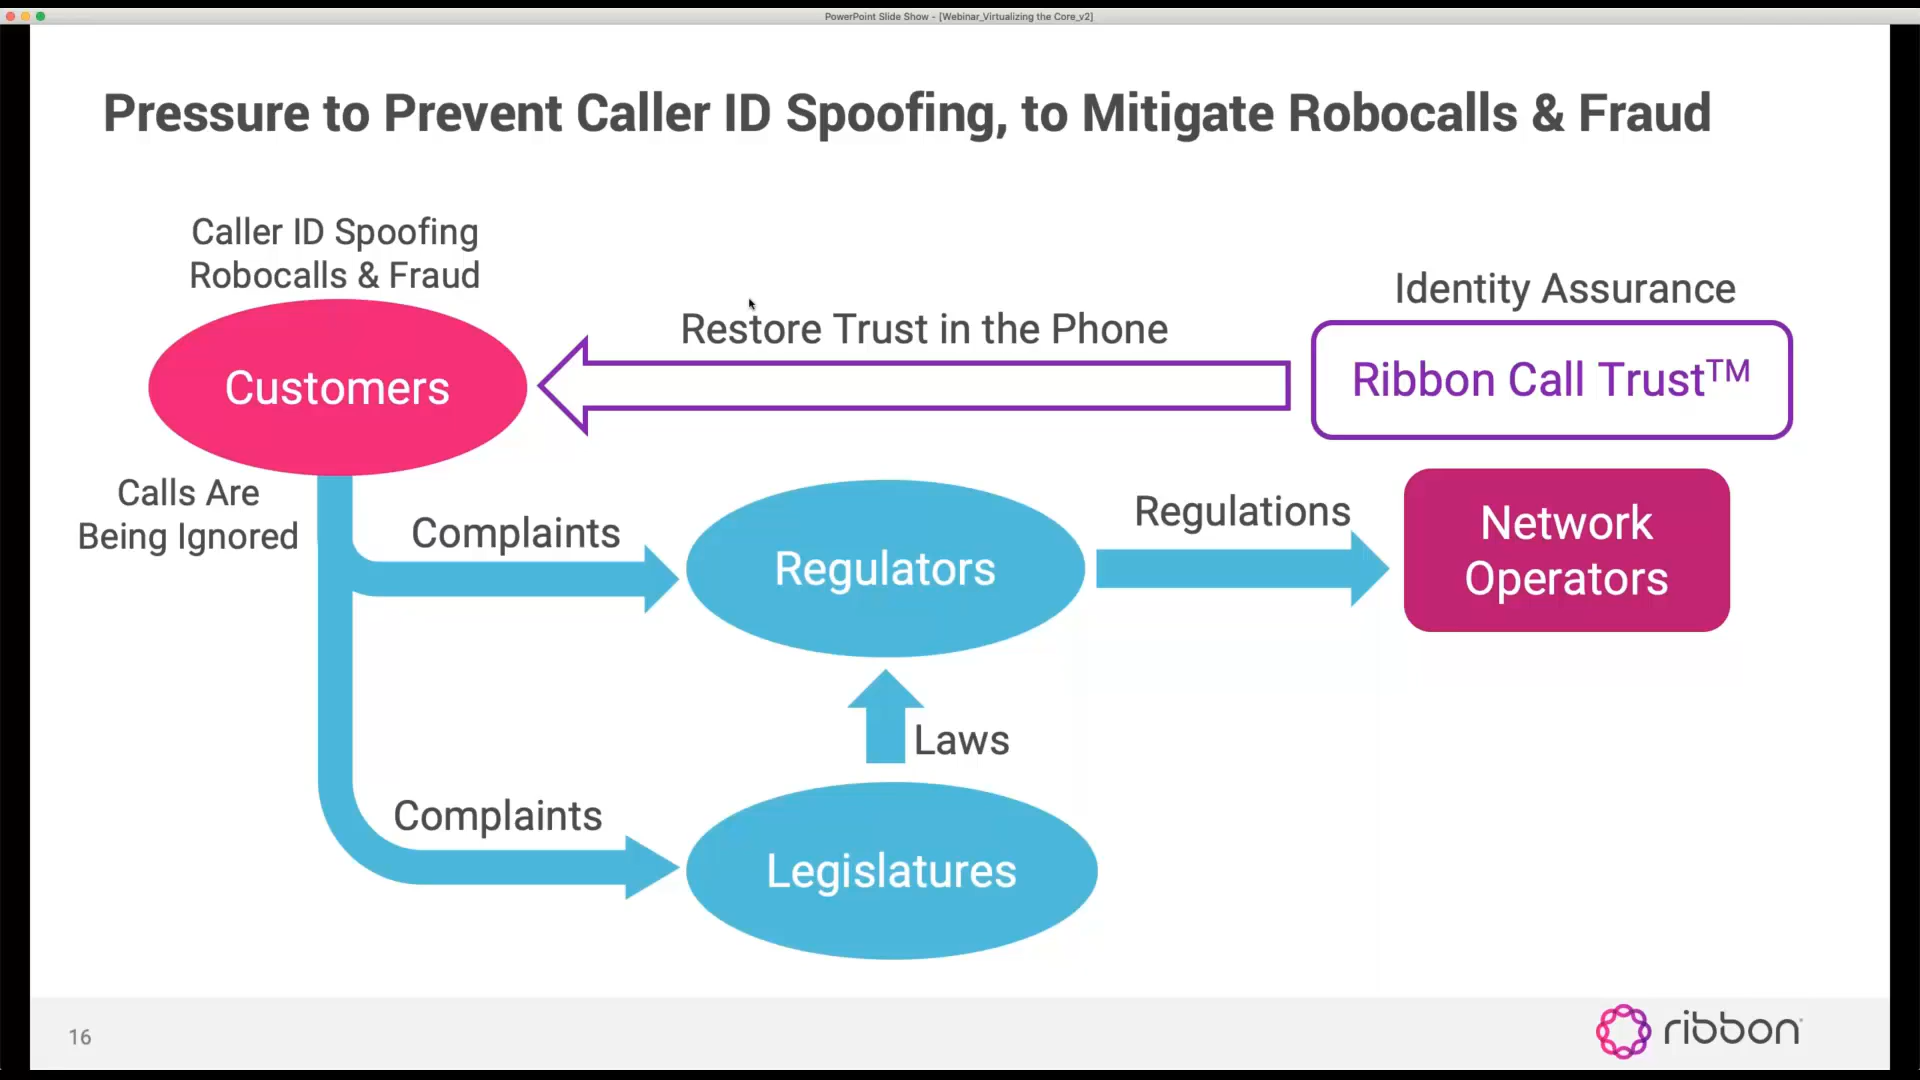 PowerPoint Slide Show - [Webinar_Virtualizing the Core_v2]
Pressure to Prevent Caller ID Spoofing, to Mitigate Robocalls & Fraud
Caller ID Spoofing
Robocalls & Fraud
Customers
Restore Trust in the Phone
Identity Assurance
Ribbon Call Trust™
Calls Are
Being Ignored
Complaints
Regulators
Regulations
Network
Operators
Laws
Complaints
Legislatures
16
ribbon